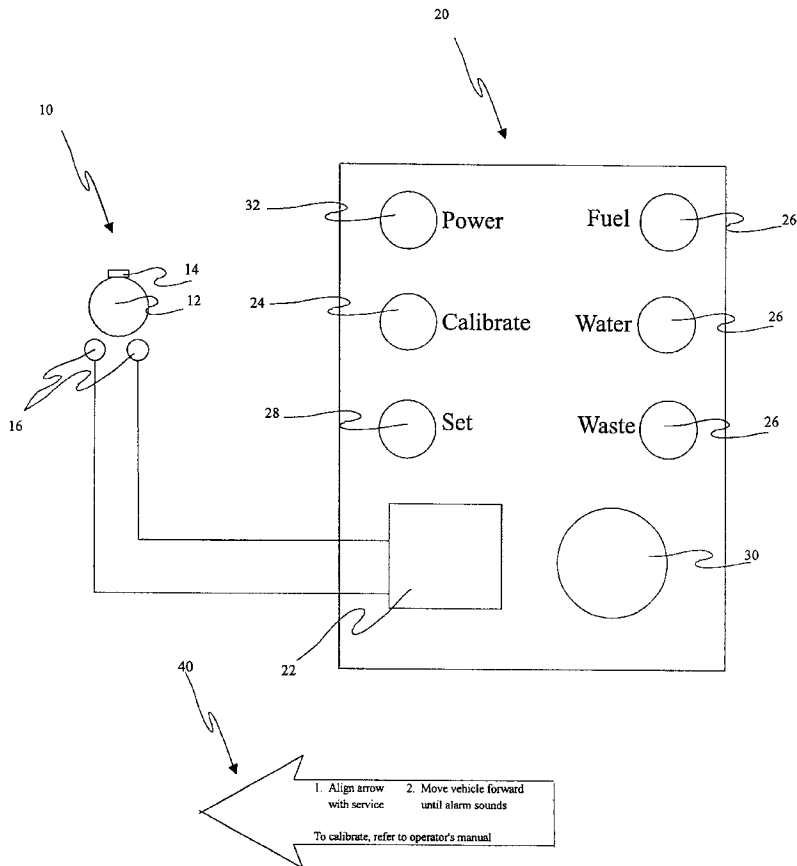 20
10
32 Power Fuel 26
14
12
24 Calibrate Water 26
16
28 Set Waste 26
30
22
40
1. Align arrow 2. Move vehicle forward
with service until alarm sounds
To calibrate, refer to operator's manual